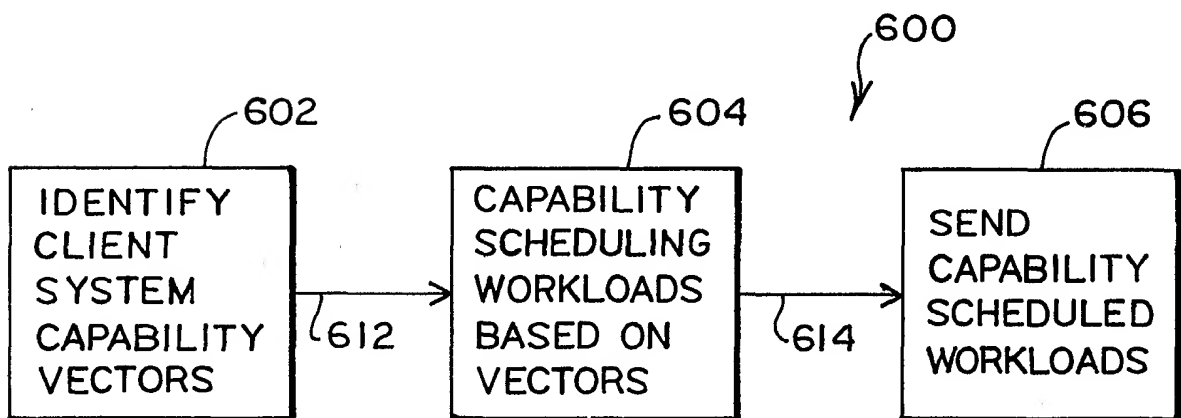 600
602
604
606
IDENTIFY
CLIENT
SYSTEM
CAPABILITY
VECTORS
612
CAPABILITY
SCHEDULING
WORKLOADS
BASED ON
VECTORS
614
SEND
CAPABILITY
SCHEDULED
WORKLOADS